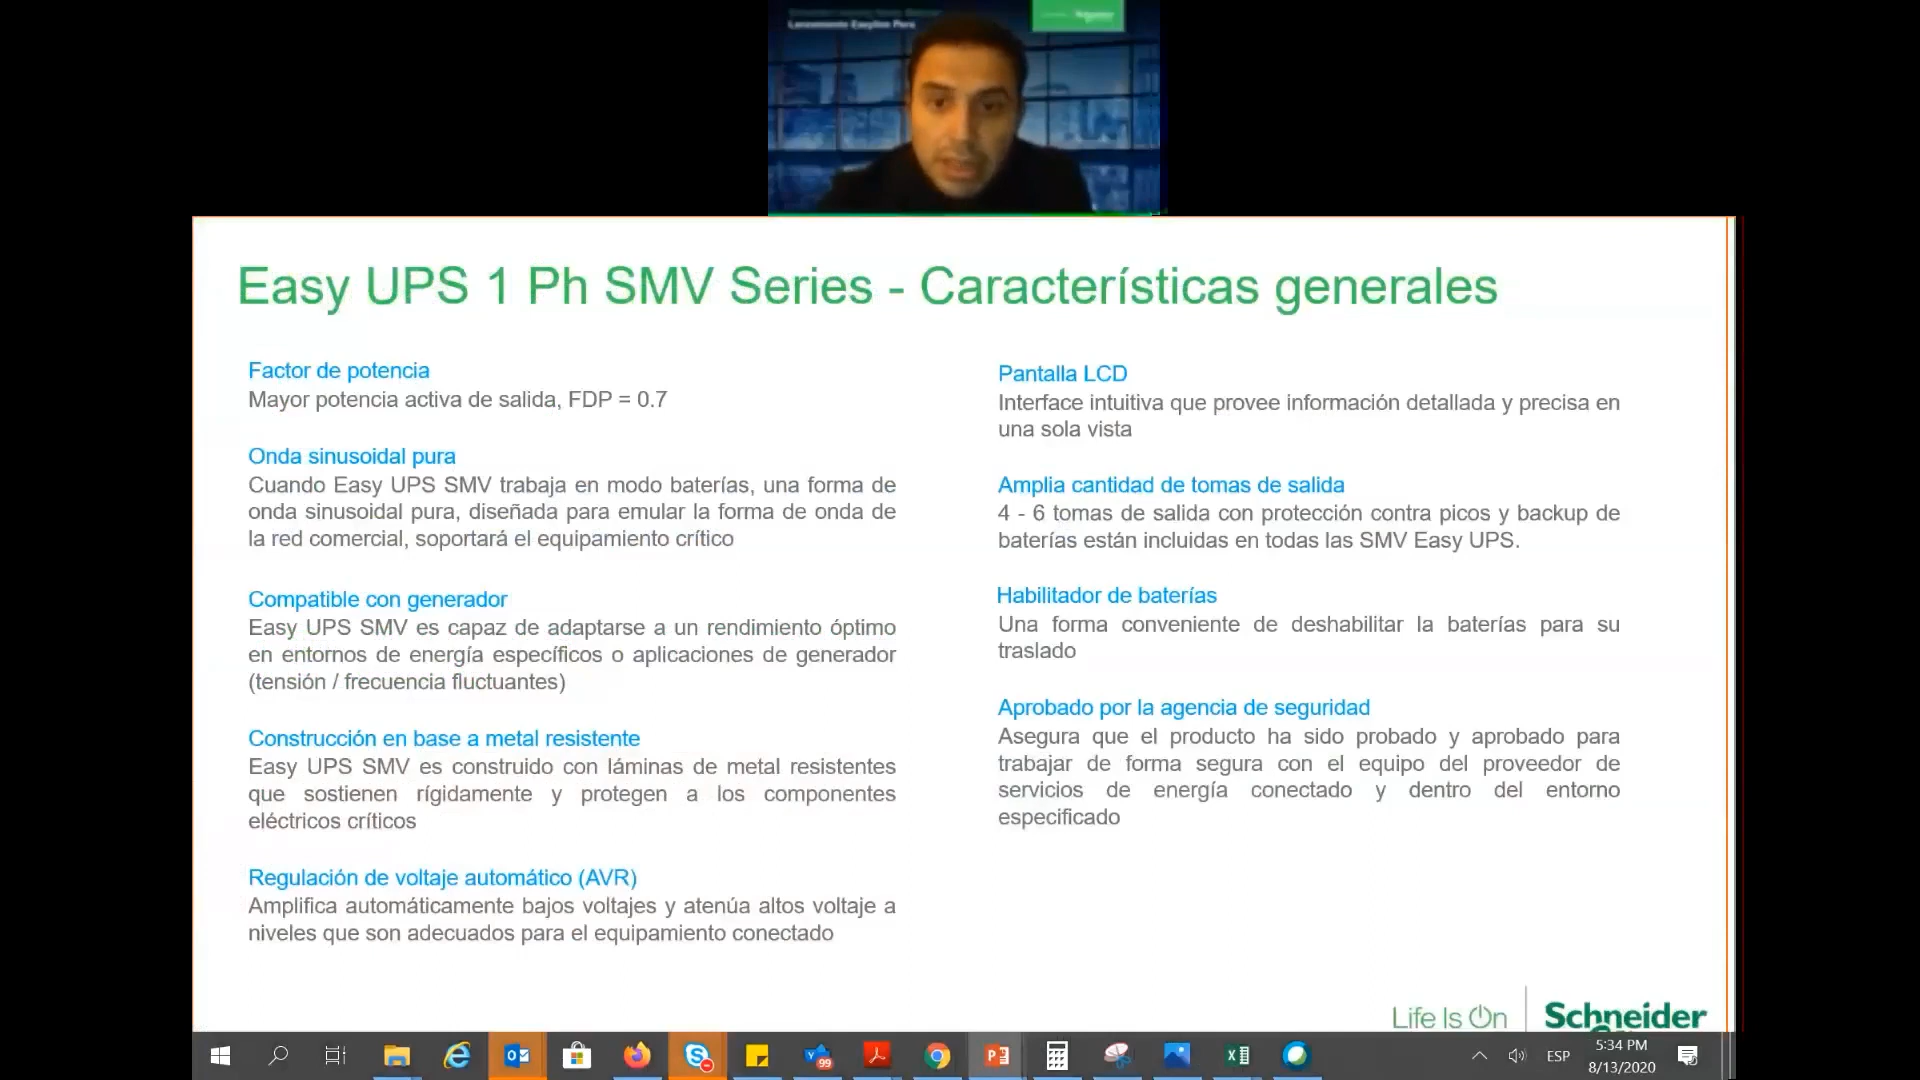 Lanzamiento EasyLine Peru
Easy UPS 1 Ph SMV Series - Características generales
Factor de potencia
Mayor potencia activa de salida, FDP = 0.7
Onda sinusoidal pura
Cuando Easy UPS SMV trabaja en modo baterías, una forma de
onda sinusoidal pura, diseñada para emular la forma de onda de
la red comercial, soportará el equipamiento crítico
Compatible con generador
Easy UPS SMV es capaz de adaptarse a un rendimiento óptimo
en entornos de energía específicos o aplicaciones de generador
(tensión / frecuencia fluctuantes)
Construcción en base a metal resistente
Easy UPS SMV es construido con láminas de metal resistentes
que sostienen rígidamente y protegen a los componentes
eléctricos críticos
Regulación de voltaje automático (AVR)
Amplifica automáticamente bajos voltajes y atenúa altos voltaje a
niveles que son adecuados para el equipamiento conectado
Pantalla LCD
Interface intuitiva que provee información detallada y precisa en
una sola vista
Amplia cantidad de tomas de salida
4 - 6 tomas de salida con protección contra picos y backup de
baterías están incluidas en todas las SMV Easy UPS.
Habilitador de baterías
Una forma conveniente de deshabilitar la baterías para su
traslado
Aprobado por la agencia de seguridad
Asegura que el producto ha sido probado y aprobado para
trabajar de forma segura con el equipo del proveedor de
servicios de energía conectado y dentro del entorno
especificado
Life Is On
Schneider
99
ESP
5:34 PM
8/13/2020